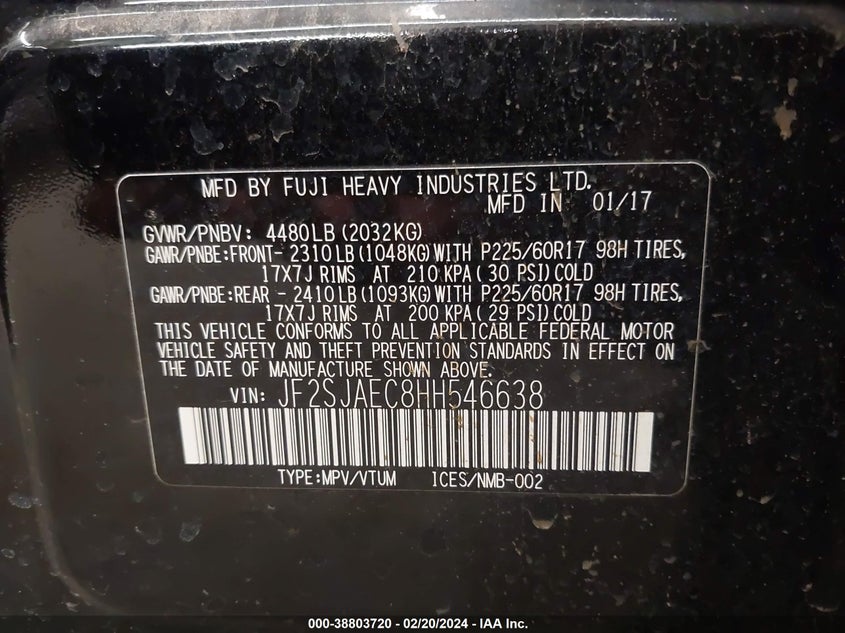 MFD BY FUJI HEAVY INDUSTRIES LTD.
MFD IN 01/17
GVWR/PNBV: 4480LB (2032KG)
GAWR/PNBE:FRONT- 2310LB (1048KG) WITH P225/60R17 98H TIRES,
17X7J RIMS AT 210 KPA ( 30 PSI) COLD
GAWR/PNBE:REAR - 2410LB (1093KG) WITH P225/60R17 98H TIRES,
17X7J RIMS AT 200 KPA ( 29 PSI) COLD
THIS VEHICLE CONFORMS TO ALL APPLICABLE FEDERAL MOTOR
VEHICLE SAFETY AND THEFT PREVENTION STANDARDS IN EFFECT ON
THE DATE OF MANUFACTURE SHOWN ABOVE.
VIN: JF2SJAEC8HH546638
TYPE:MPV/VTUM ICES/NMB-002
000-38803720 - 02/20/2024 - IAA Inc.